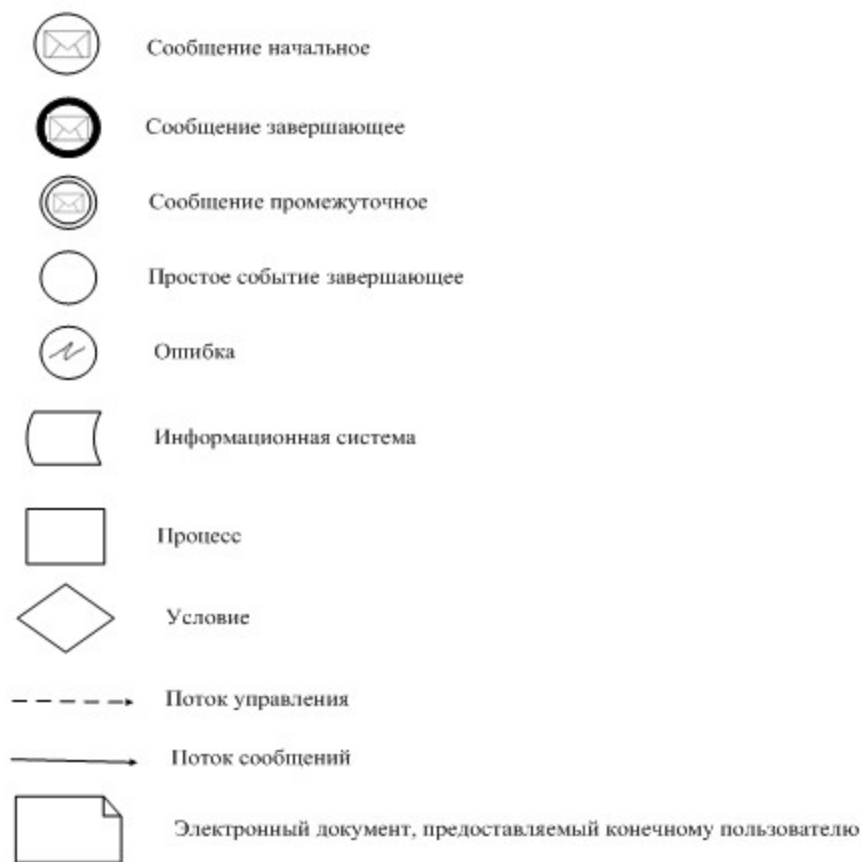 Сообщение начальное
Сообщение завершающее
Сообщение промежуточное
Простое событие завершающее
Ошибка
Информационная система
Процесс
Условие
Поток управления
Поток сообщений
Электронный документ, предоставляемый конечному пользователю